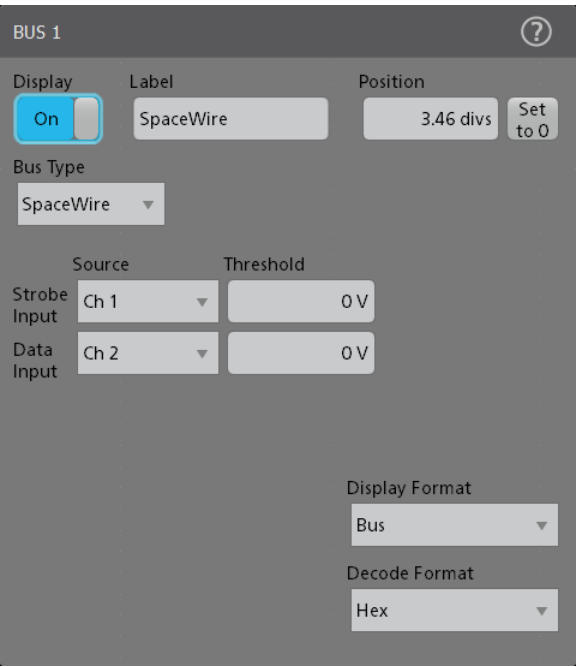 BUS 1 ?
Display Label Position
On SpaceWire 3.46 divs Set to 0
Bus Type
SpaceWire
Source Threshold
Strobe Input Ch 1 0 V
Data Input Ch 2 0 V
Display Format
Bus
Decode Format
Hex